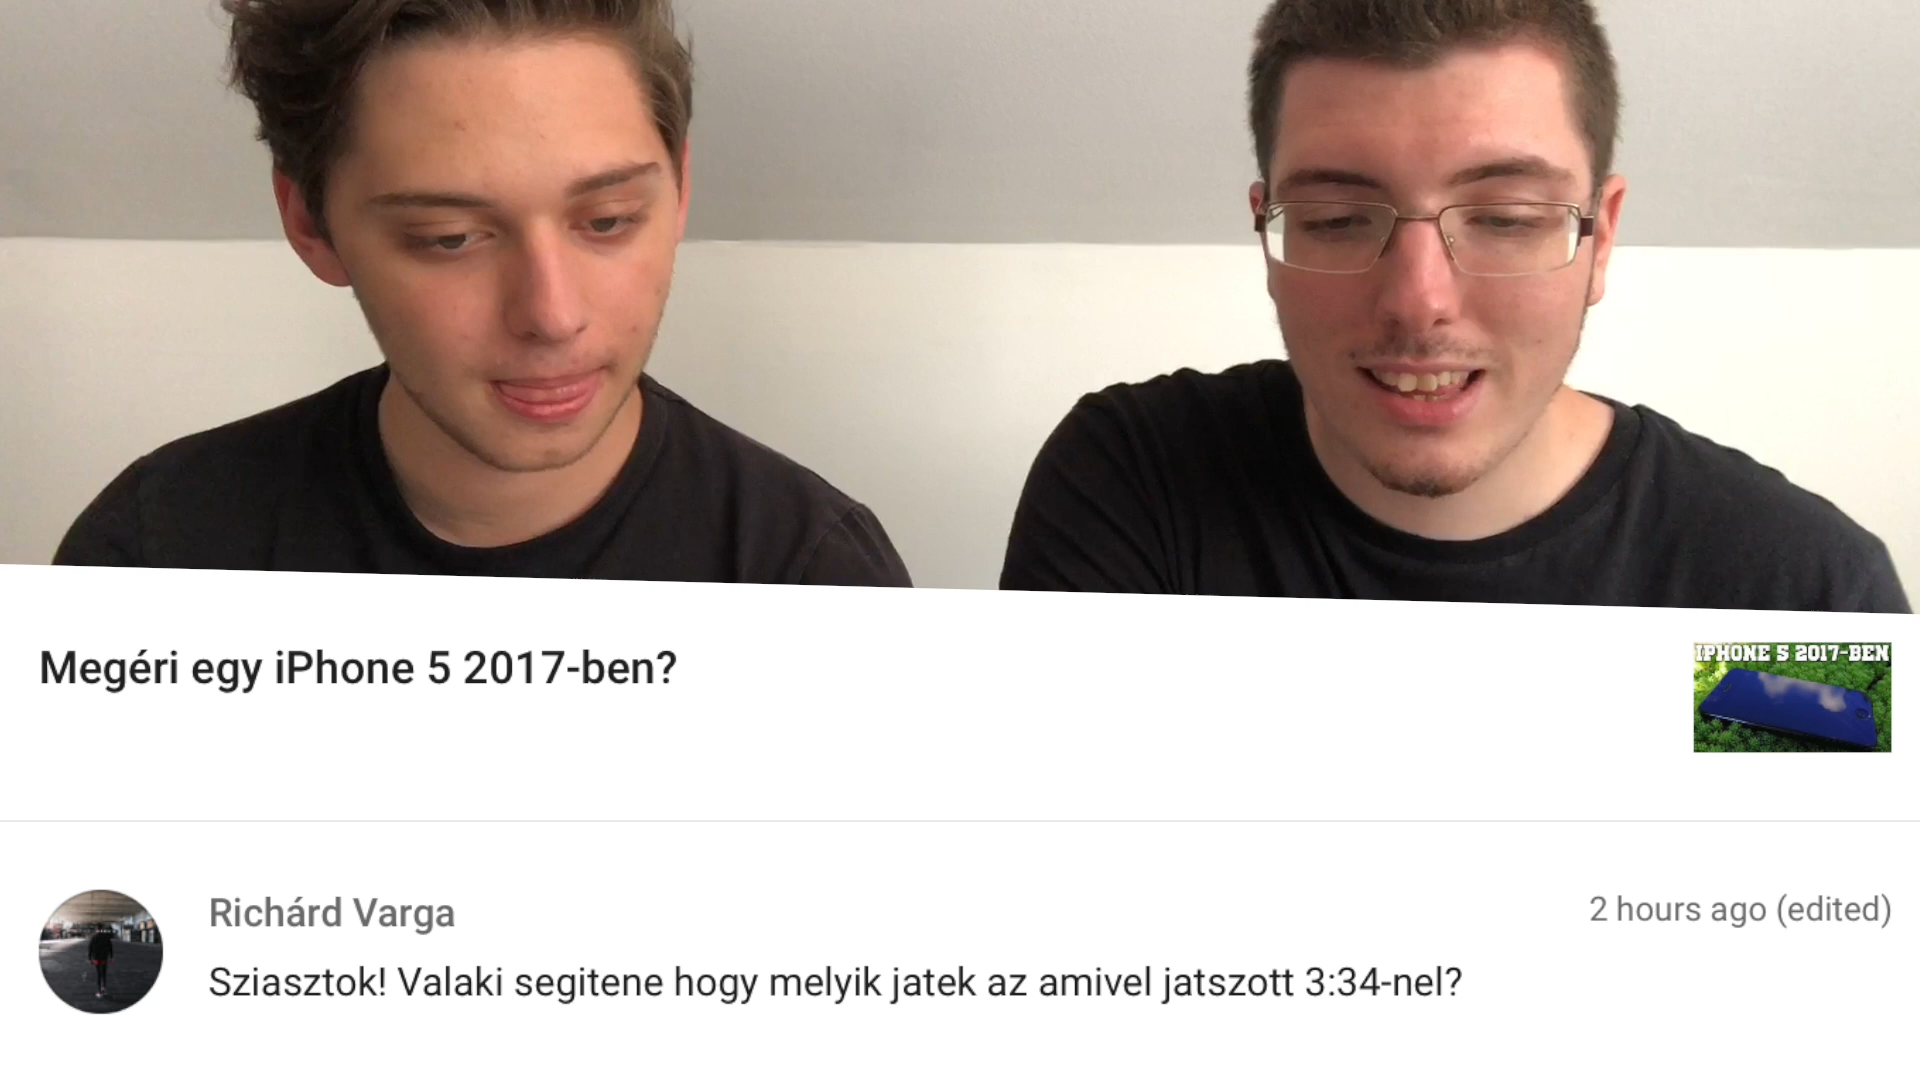 Megéri egy iPhone 5 2017-ben?
IPHONE 5 2017-BEN
Richárd Varga
2 hours ago (edited)
Sziasztok! Valaki segitene hogy melyik jatek az amivel jatszott 3:34-nel?